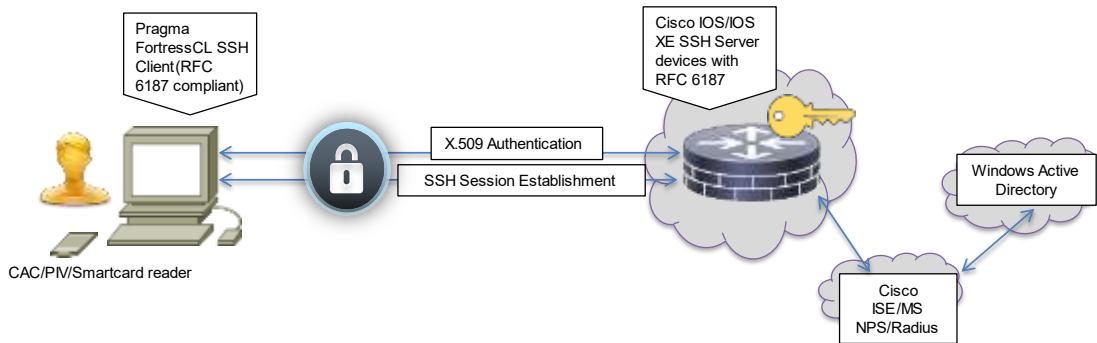 Pragma
FortressCL SSH
Client(RFC
6187 compliant)
Cisco IOS/IOS
XE SSH Server
devices with
RFC 6187
X.509 Authentication
SSH Session Establishment
Windows Active
Directory
CAC/PIV/Smartcard reader
Cisco
ISE/MS
NPS/Radius